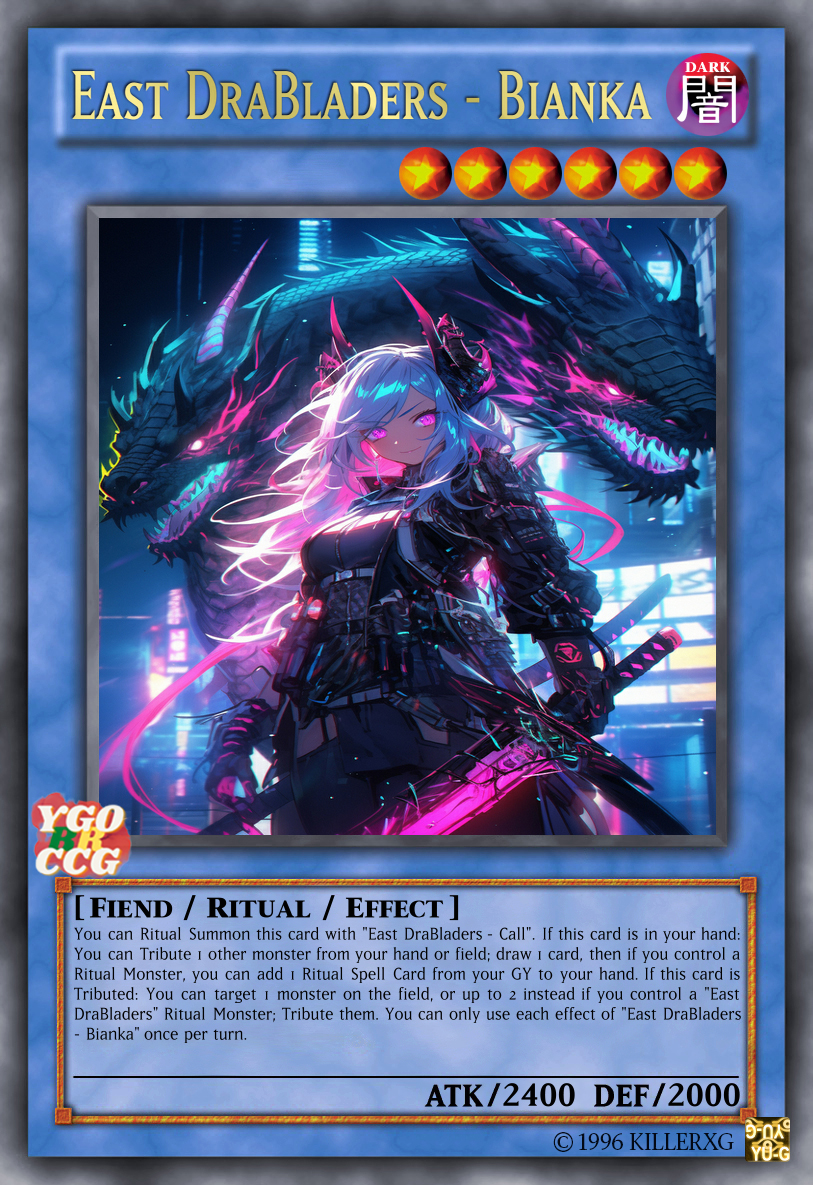 East DraBladers - Bianka
DARK
闇
YGO
RR
CCG
[ Fiend / Ritual / Effect ]
You can Ritual Summon this card with "East DraBladers - Call". If this card is in your hand:
You can Tribute 1 other monster from your hand or field; draw 1 card, then if you control a
Ritual Monster, you can add 1 Ritual Spell Card from your GY to your hand. If this card is
Tributed: You can target 1 monster on the field, or up to 2 instead if you control a "East
DraBladers" Ritual Monster; Tribute them. You can only use each effect of "East DraBladers
- Bianka" once per turn.
ATK/2400 DEF/2000
© 1996 KILLERXG